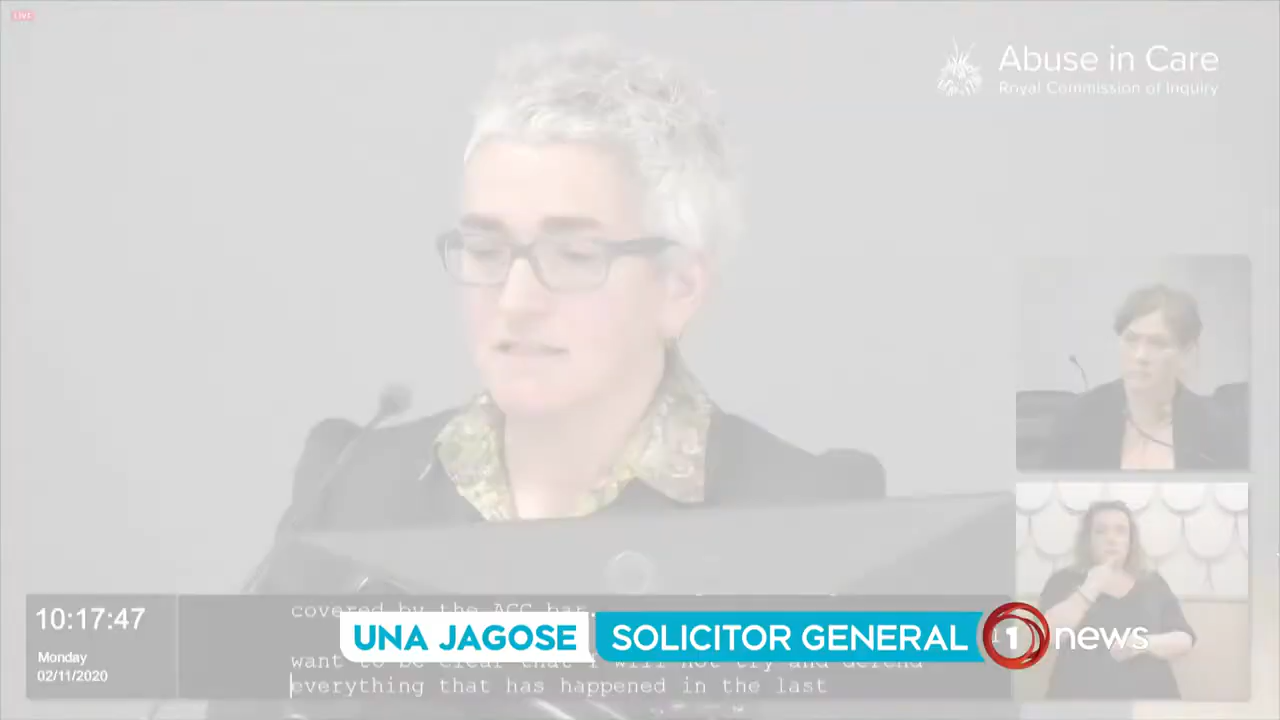 LIVE
Abuse in Care
Royal Commission of Inquiry
10:17:47
Monday
02/11/2020
covered by the ACC bar.
want to be clear that I will not try and defend
everything that has happened in the last
UNA JAGOSE
SOLICITOR GENERAL
1 news